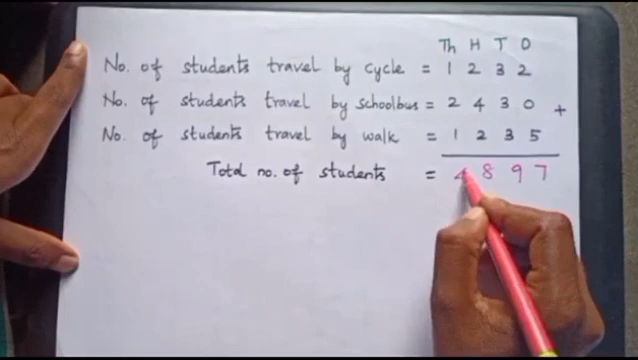 Th H T O
No. of students travel by cycle = 1 2 3 2
No. of students travel by schoolbus = 2 4 3 0 +
No. of students travel by walk = 1 2 3 5
Total no. of students = 4 8 9 7